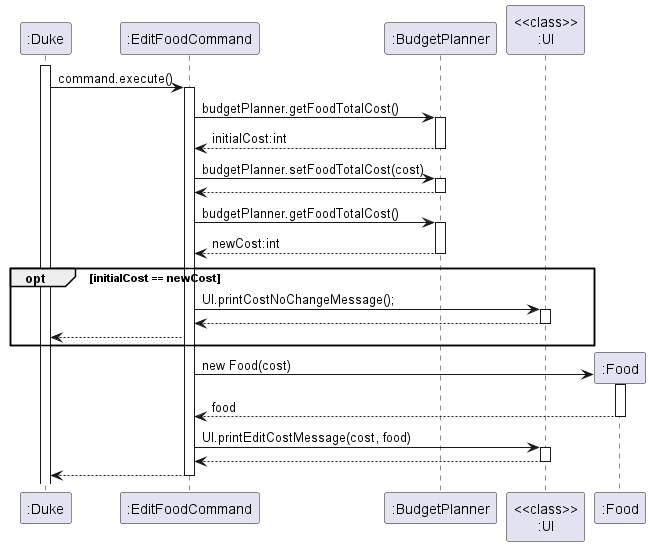 :Duke
:EditFoodCommand
:BudgetPlanner
<<class>>
:UI
command.execute()
budgetPlanner.getFoodTotalCost()
initialCost:int
budgetPlanner.setFoodTotalCost(cost)
budgetPlanner.getFoodTotalCost()
newCost:int
opt
[initialCost == newCost]
UI.printCostNoChangeMessage();
new Food(cost)
:Food
food
UI.printEditCostMessage(cost, food)
:Duke
:EditFoodCommand
:BudgetPlanner
<<class>>
:UI
:Food